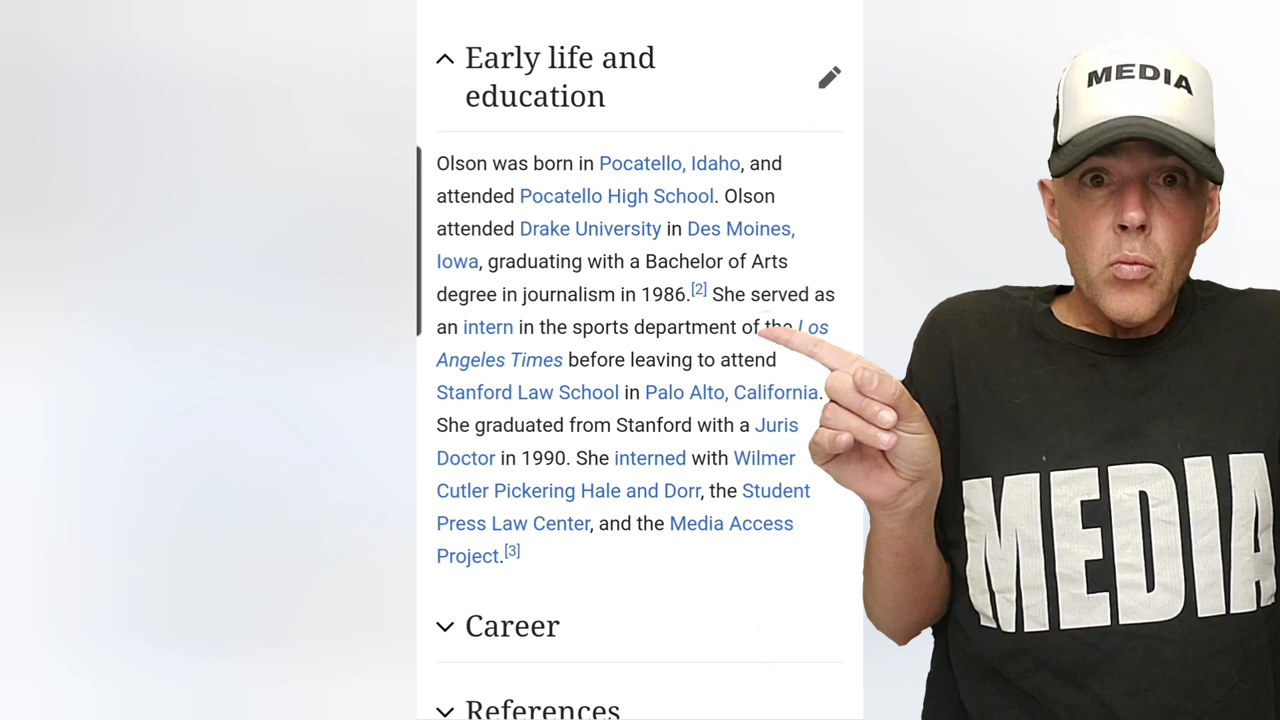 Early life and
education
Olson was born in Pocatello, Idaho, and
attended Pocatello High School. Olson
attended Drake University in Des Moines,
Iowa, graduating with a Bachelor of Arts
degree in journalism in 1986.[2] She served as
an intern in the sports department of the Los
Angeles Times before leaving to attend
Stanford Law School in Palo Alto, California.
She graduated from Stanford with a Juris
Doctor in 1990. She interned with Wilmer
Cutler Pickering Hale and Dorr, the Student
Press Law Center, and the Media Access
Project.[3]
Career
References
MEDIA
MEDIA